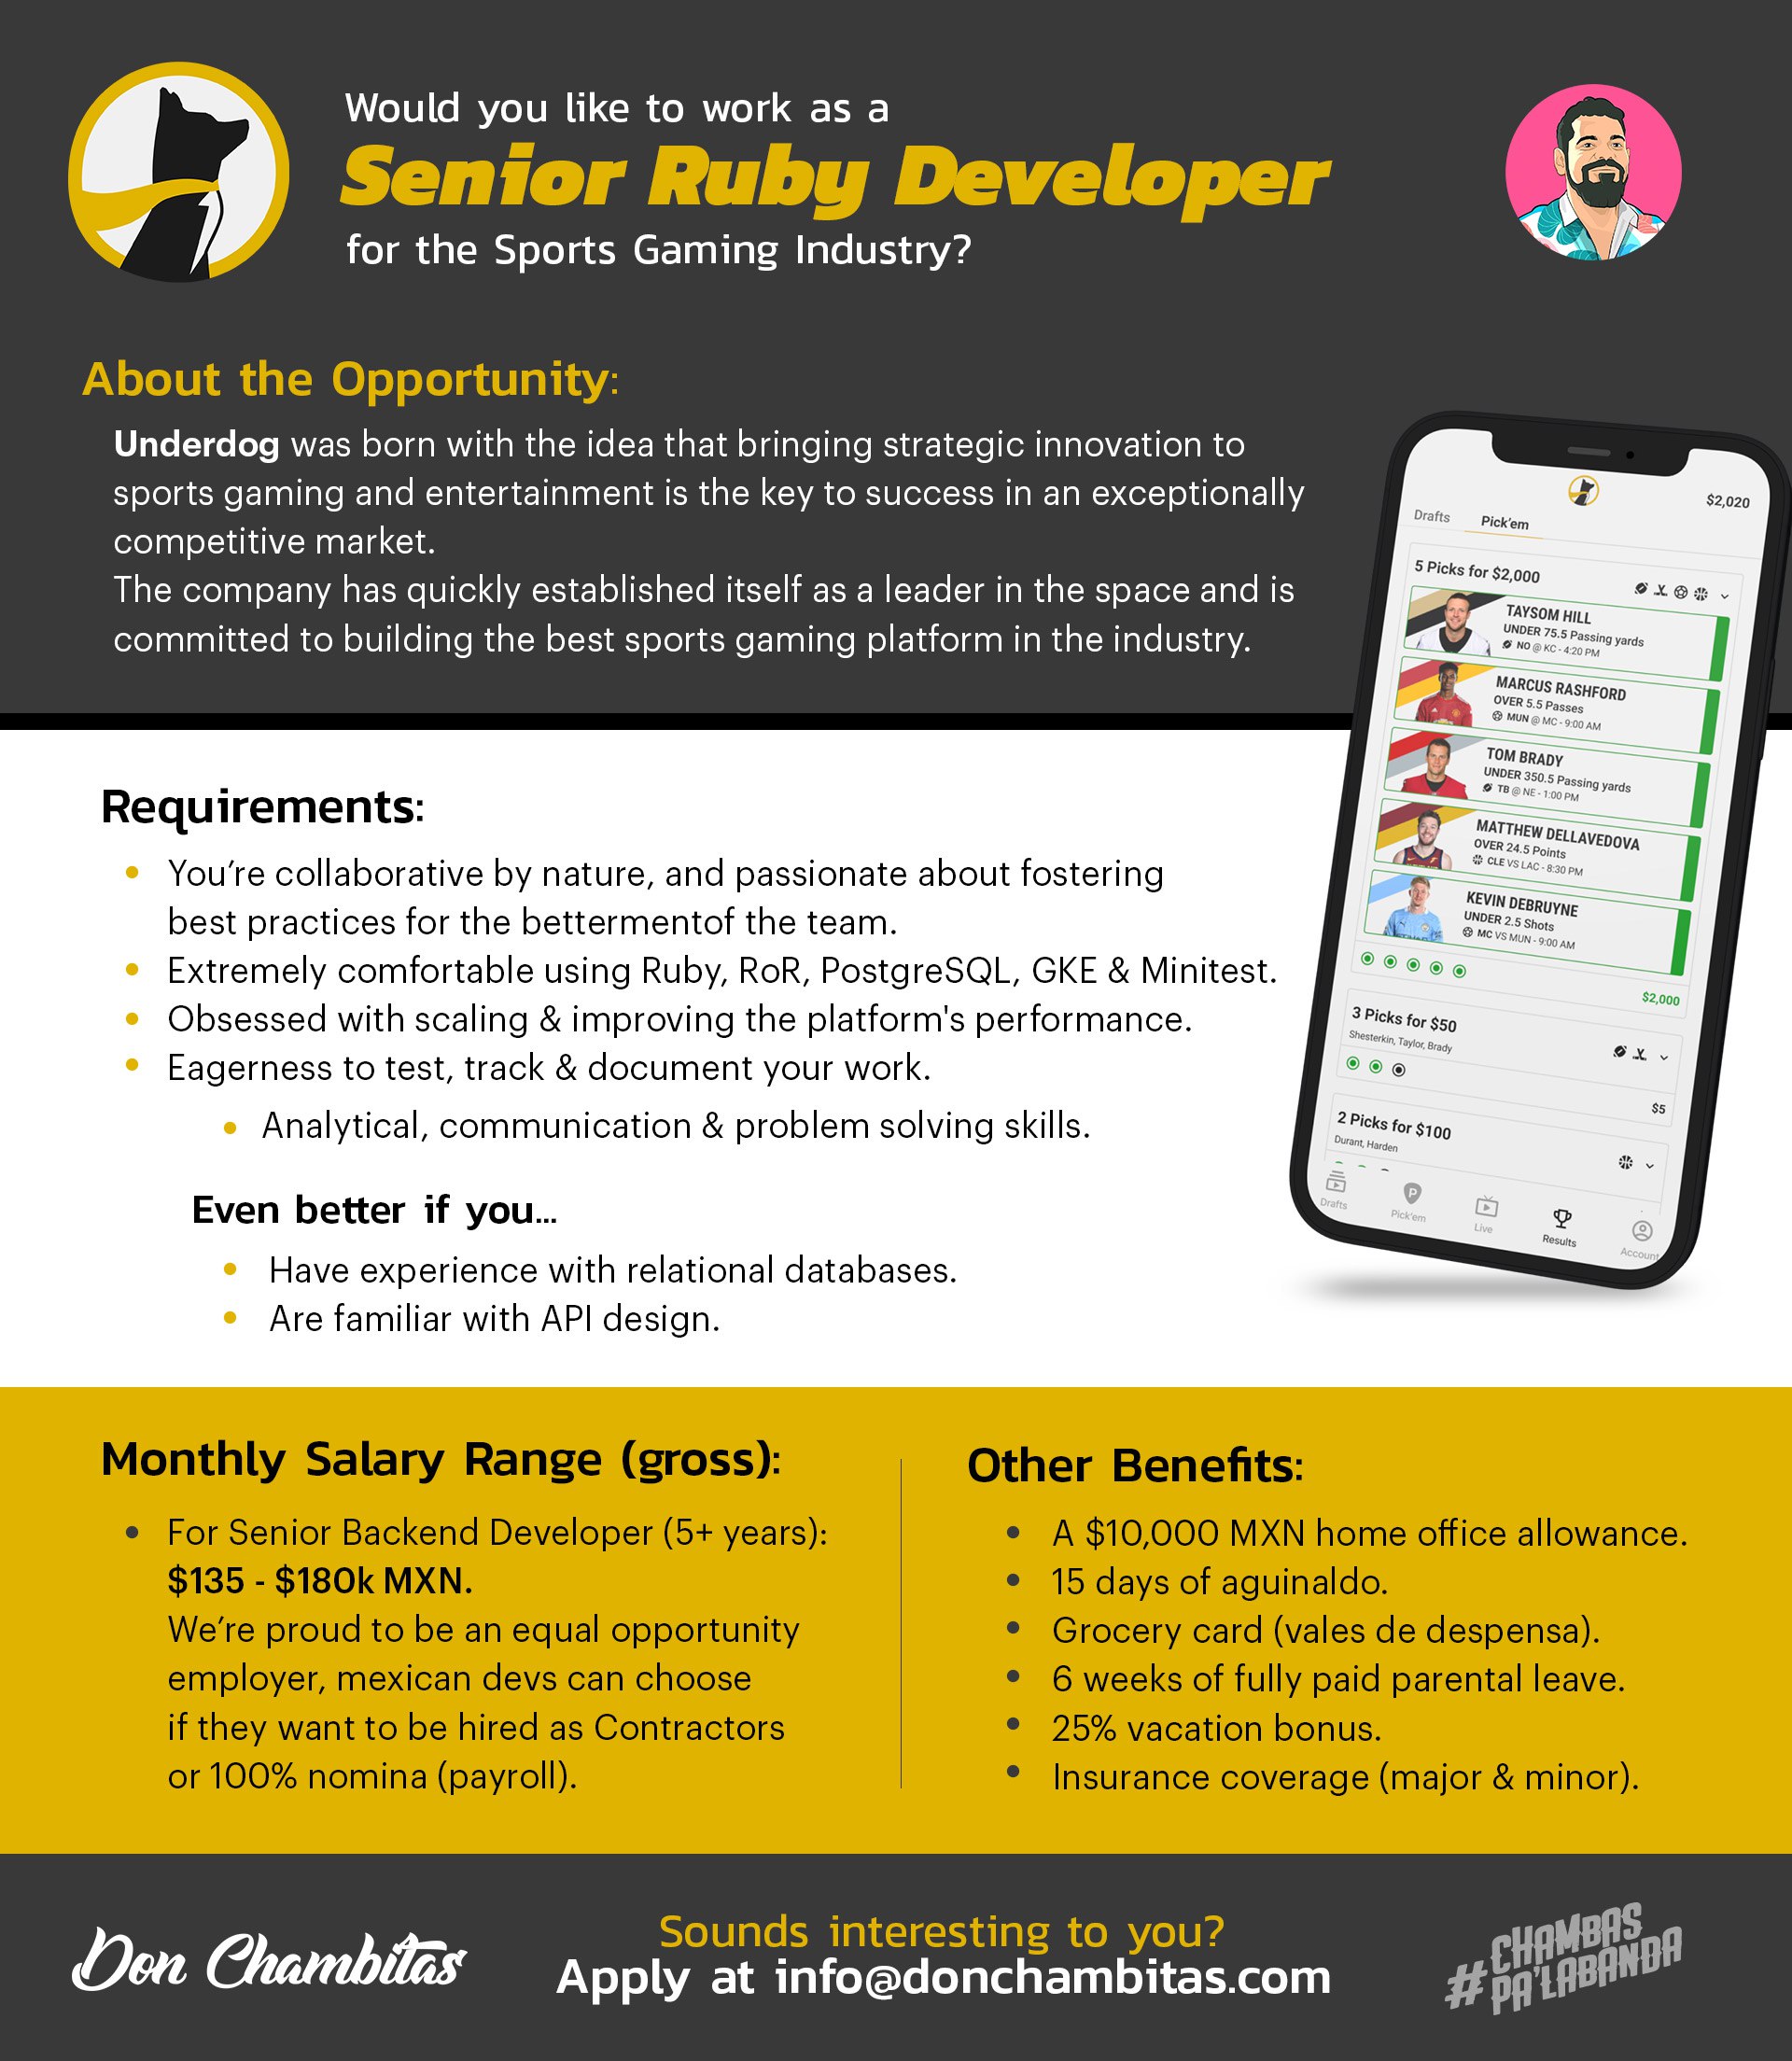 Would you like to work as a
Senior Ruby Developer
for the Sports Gaming Industry?
About the Opportunity:
Underdog was born with the idea that bringing strategic innovation to
sports gaming and entertainment is the key to success in an exceptionally
competitive market.
The company has quickly established itself as a leader in the space and is
committed to building the best sports gaming platform in the industry.
$2,020
Drafts Pick'em
5 Picks for $2,000
TAYSOM HILL
UNDER 75.5 Passing yards
NO @ KC - 4:20 PM
MARCUS RASHFORD
OVER 5.5 Passes
MUN @ MC - 9:00 AM
TOM BRADY
UNDER 350.5 Passing yards
TB @ NE - 1:00 PM
MATTHEW DELLAVEDOVA
OVER 24.5 Points
CLE VS LAC - 8:30 PM
KEVIN DEBRUYNE
UNDER 2.5 Shots
MC VS MUN - 9:00 AM
$2,000
3 Picks for $50
Shesterkin, Taylor, Brady
$5
2 Picks for $100
Durant, Harden
Drafts Pick'em Live Results Account
Requirements:
You’re collaborative by nature, and passionate about fostering
best practices for the bettermentof the team.
Extremely comfortable using Ruby, RoR, PostgreSQL, GKE & Minitest.
Obsessed with scaling & improving the platform's performance.
Eagerness to test, track & document your work.
Analytical, communication & problem solving skills.
Even better if you...
Have experience with relational databases.
Are familiar with API design.
Monthly Salary Range (gross):
For Senior Backend Developer (5+ years):
$135 - $180k MXN.
We’re proud to be an equal opportunity
employer, mexican devs can choose
if they want to be hired as Contractors
or 100% nomina (payroll).
Other Benefits:
A $10,000 MXN home office allowance.
15 days of aguinaldo.
Grocery card (vales de despensa).
6 weeks of fully paid parental leave.
25% vacation bonus.
Insurance coverage (major & minor).
Don Chambitas
Sounds interesting to you?
Apply at info@donchambitas.com
#CHAMBAS
PA'LABANDA